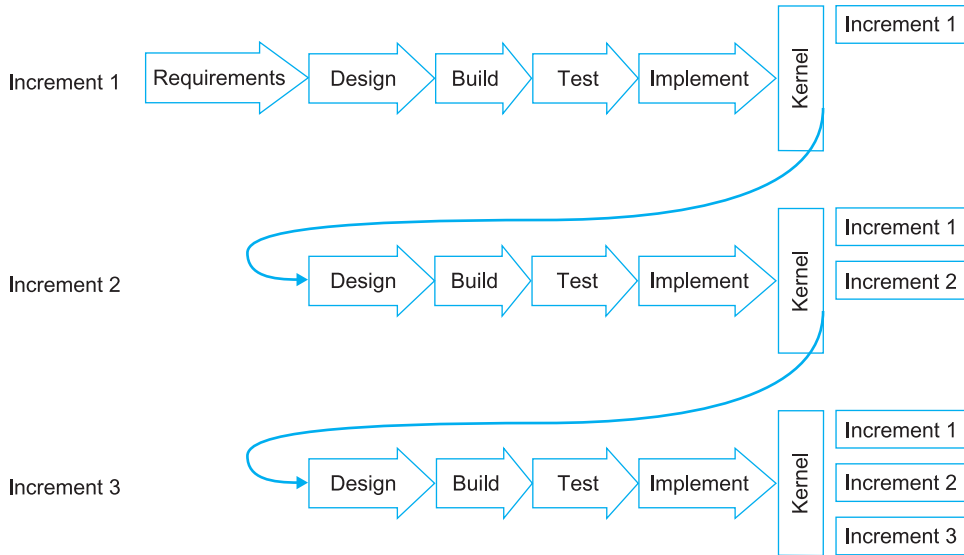 Increment 1
Requirements
Design
Build
Test
Implement
Kernel
Increment 1
Increment 2
Design
Build
Test
Implement
Kernel
Increment 1
Increment 2
Increment 3
Design
Build
Test
Implement
Kernel
Increment 1
Increment 2
Increment 3